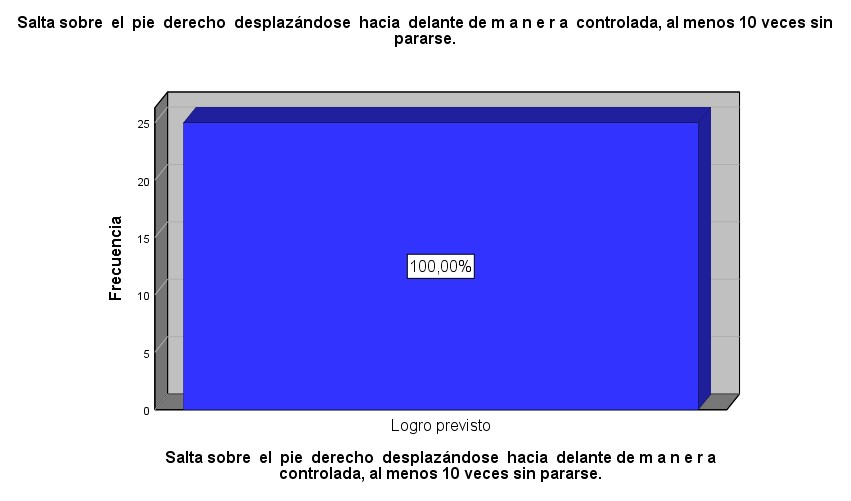 Salta sobre el pie derecho desplazándose hacia delante de m a n e r a controlada, al menos 10 veces sin
pararse.
25
20
15
10
5
0
Frecuencia
100,00%
Logro previsto
Salta sobre el pie derecho desplazándose hacia delante de m a n e r a
controlada, al menos 10 veces sin pararse.